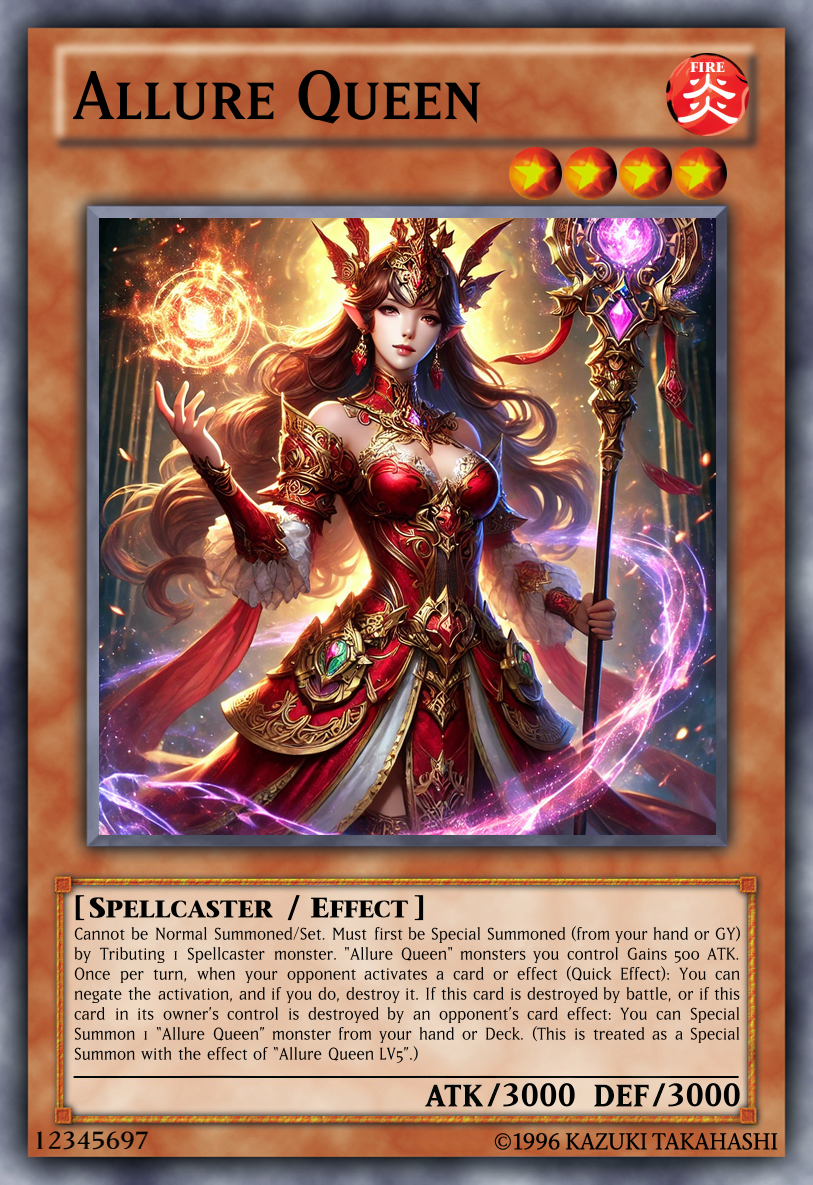 Allure Queen
FIRE
炎
[ Spellcaster / Effect ]
Cannot be Normal Summoned/Set. Must first be Special Summoned (from your hand or GY)
by Tributing 1 Spellcaster monster. "Allure Queen" monsters you control Gains 500 ATK.
Once per turn, when your opponent activates a card or effect (Quick Effect): You can
negate the activation, and if you do, destroy it. If this card is destroyed by battle, or if this
card in its owner's control is destroyed by an opponent's card effect: You can Special
Summon 1 "Allure Queen" monster from your hand or Deck. (This is treated as a Special
Summon with the effect of "Allure Queen LV5".)
ATK/3000 DEF/3000
12345697 ©1996 KAZUKI TAKAHASHI